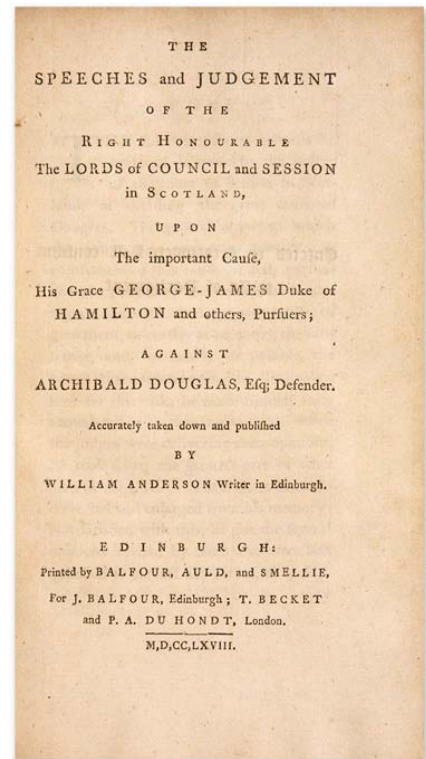 THE
SPEECHES and JUDGEMENT
OF THE
RIGHT HONOURABLE
The LORDS of COUNCIL and SESSION
in SCOTLAND,
UPON
The important Cauſe,
His Grace GEORGE-JAMES Duke of
HAMILTON and others, Purſuers;
AGAINST
ARCHIBALD DOUGLAS, Eſq; Defender.
Accurately taken down and publiſhed
BY
WILLIAM ANDERSON Writer in Edinburgh.
EDINBURGH:
Printed by BALFOUR, AULD, and SMELLIE,
For J. BALFOUR, Edinburgh; T. BECKET
and P. A. DU HONDT, London.
M,D,CC,LXVIII.